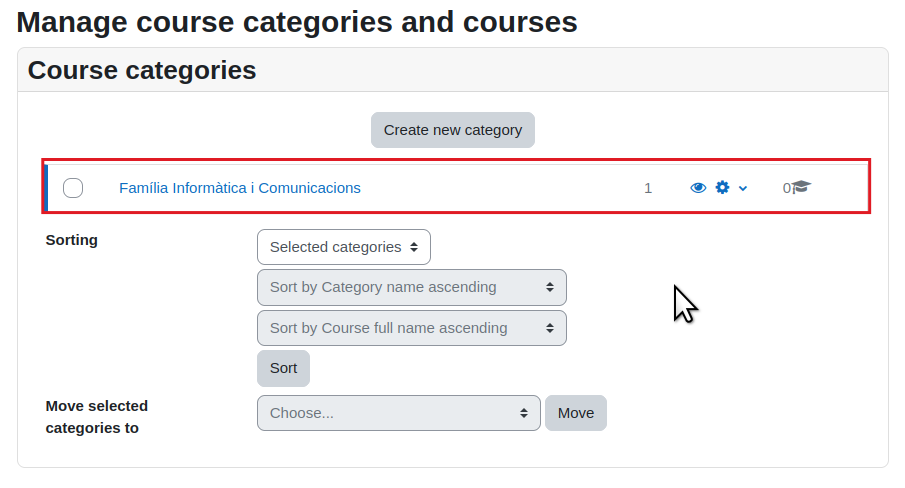 Manage course categories and courses
Course categories
Create new category
Família Informàtica i Comunicacions 1 0
Sorting
Selected categories
Sort by Category name ascending
Sort by Course full name ascending
Sort
Move selected categories to
Choose... Move